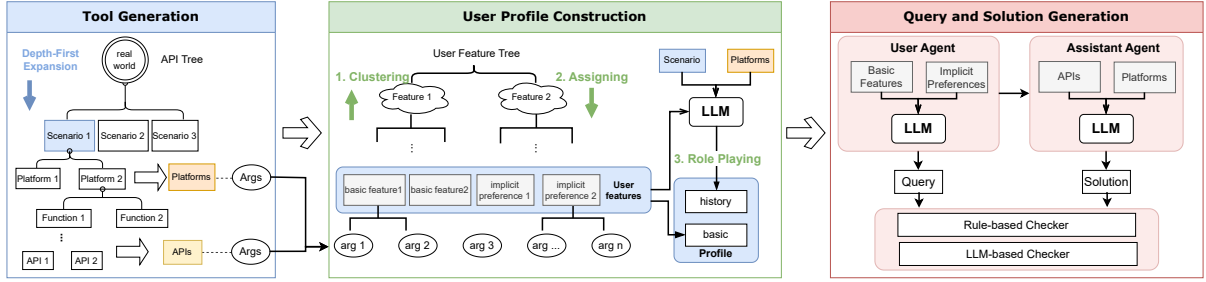 Tool Generation
Depth-First
Expansion
real
world
API Tree
Scenario 1
Scenario 2
Scenario 3
Platform 1
Platform 2
Platforms
Args
Function 1
Function 2
⋮
API 1
API 2
APIs
Args
User Profile Construction
User Feature Tree
1. Clustering
2. Assigning
Feature 1
Feature 2
⋮
⋮
basic feature1
basic feature2
implicit
preference 1
implicit
preference 2
User
features
arg 1
arg 2
arg 3
arg ...
arg n
Scenario
Platforms
LLM
3. Role Playing
history
basic
Profile
Query and Solution Generation
User Agent
Basic
Features
Implicit
Preferences
LLM
Query
Assistant Agent
APIs
Platforms
LLM
Solution
Rule-based Checker
LLM-based Checker